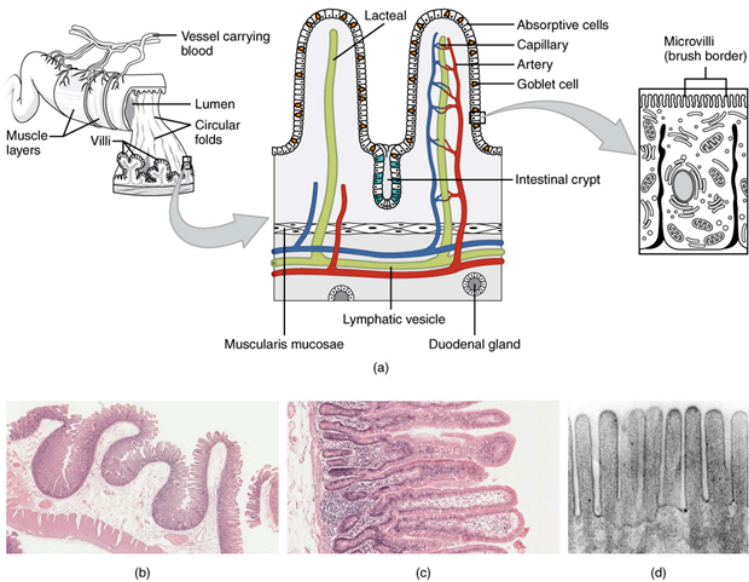 Vessel carrying
blood
Lumen
Circular
folds
Muscle
layers
Villi
Lacteal
Absorptive cells
Capillary
Artery
Goblet cell
Intestinal crypt
Lymphatic vesicle
Muscularis mucosae
Duodenal gland
Microvilli
(brush border)
(a)
(b)
(c)
(d)